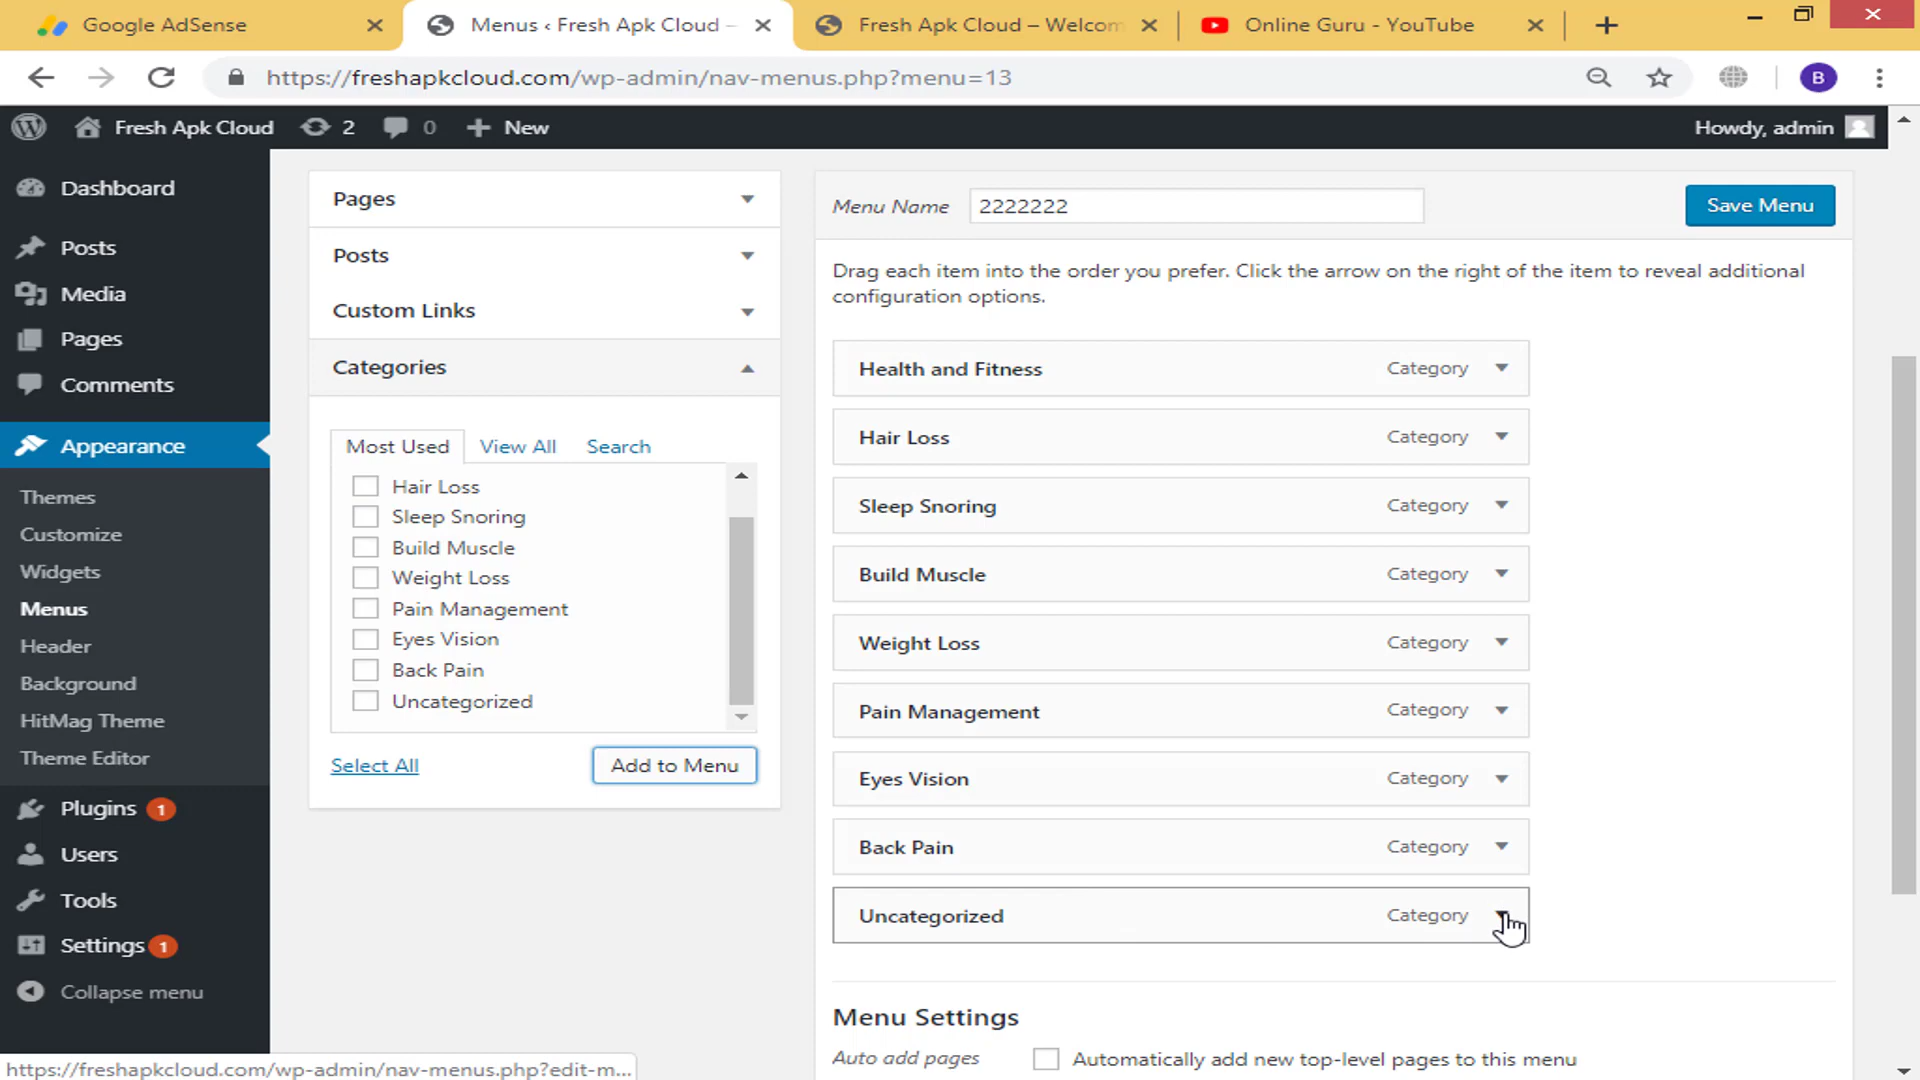 Google AdSense
Menus ‹ Fresh Apk Cloud –
Fresh Apk Cloud – Welcom
Online Guru - YouTube
https://freshapkcloud.com/wp-admin/nav-menus.php?menu=13
B
Fresh Apk Cloud
2
0
New
Howdy, admin
Dashboard
Posts
Media
Pages
Comments
Appearance
Themes
Customize
Widgets
Menus
Header
Background
HitMag Theme
Theme Editor
Plugins 1
Users
Tools
Settings 1
Collapse menu
Pages
Posts
Custom Links
Categories
Most Used
View All
Search
Hair Loss
Sleep Snoring
Build Muscle
Weight Loss
Pain Management
Eyes Vision
Back Pain
Uncategorized
Select All
Add to Menu
Menu Name
2222222
Save Menu
Drag each item into the order you prefer. Click the arrow on the right of the item to reveal additional
configuration options.
Health and Fitness Category
Hair Loss Category
Sleep Snoring Category
Build Muscle Category
Weight Loss Category
Pain Management Category
Eyes Vision Category
Back Pain Category
Uncategorized Category
Menu Settings
Auto add pages
Automatically add new top-level pages to this menu
https://freshapkcloud.com/wp-admin/nav-menus.php?edit-m...